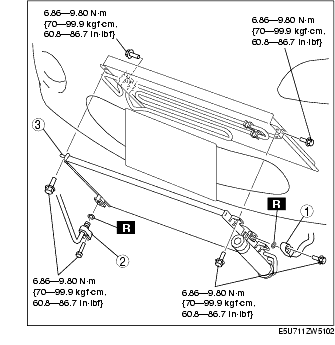 6.86—9.80 N·m
{70—99.9 kgf·cm,
60.8—86.7 in·lbf}
6.86—9.80 N·m
{70—99.9 kgf·cm,
60.8—86.7 in·lbf}
3
R
1
R
2
6.86—9.80 N·m
{70—99.9 kgf·cm,
60.8—86.7 in·lbf}
6.86—9.80 N·m
{70—99.9 kgf·cm,
60.8—86.7 in·lbf}
E5U711ZW5102